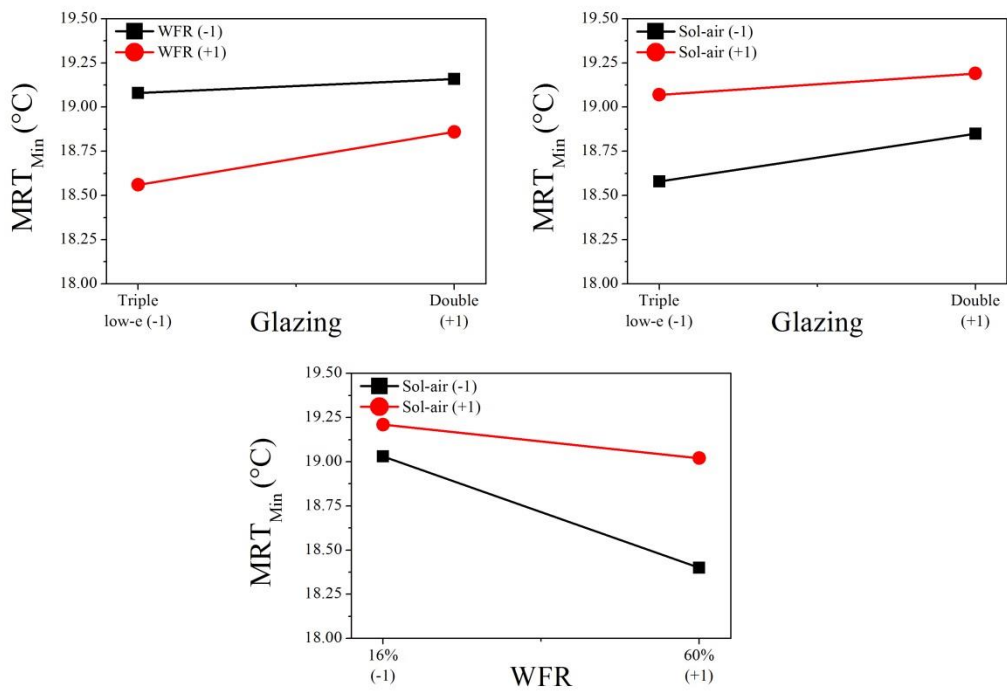 19.50
19.25
19.00
18.75
18.50
18.25
18.00
MRT_Min (°C)
WFR (-1)
WFR (+1)
Triple
low-e (-1)
Glazing
Double
(+1)
19.50
19.25
19.00
18.75
18.50
18.25
18.00
MRT_Min (°C)
Sol-air (-1)
Sol-air (+1)
Triple
low-e (-1)
Glazing
Double
(+1)
19.50
19.25
19.00
18.75
18.50
18.25
18.00
MRT_Min (°C)
Sol-air (-1)
Sol-air (+1)
16%
(-1)
WFR
60%
(+1)